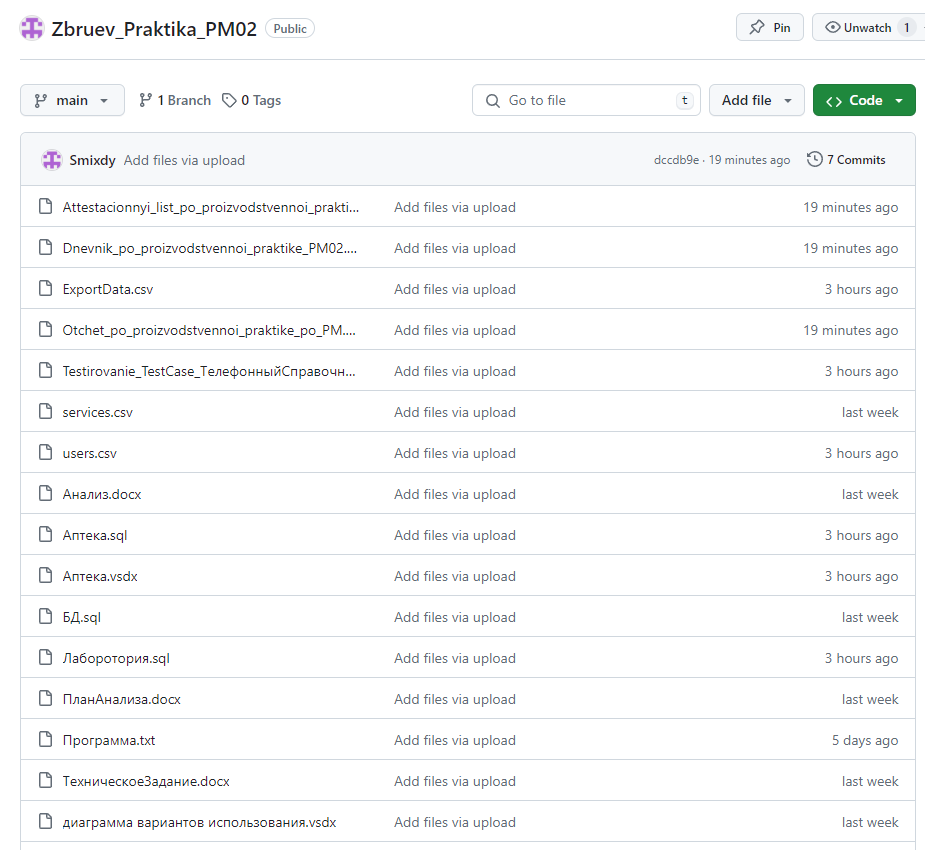 Zbruev_Praktika_PM02 Public Pin Unwatch 1
main 1 Branch 0 Tags Go to file t Add file Code
Smixdy Add files via upload dccdb9e · 19 minutes ago 7 Commits
Attestacionnyi_list_po_proizvodstvennoi_prakti... Add files via upload 19 minutes ago
Dnevnik_po_proizvodstvennoi_praktike_PM02.... Add files via upload 19 minutes ago
ExportData.csv Add files via upload 3 hours ago
Otchet_po_proizvodstvennoi_praktike_po_PM.... Add files via upload 19 minutes ago
Testirovanie_TestCase_ТелефонныйСправочн... Add files via upload 3 hours ago
services.csv Add files via upload last week
users.csv Add files via upload 3 hours ago
Анализ.docx Add files via upload last week
Аптека.sql Add files via upload 3 hours ago
Аптека.vsdx Add files via upload 3 hours ago
БД.sql Add files via upload last week
Лаборотория.sql Add files via upload 3 hours ago
ПланАнализа.docx Add files via upload last week
Программа.txt Add files via upload 5 days ago
ТехническоеЗадание.docx Add files via upload last week
диаграмма вариантов использования.vsdx Add files via upload last week